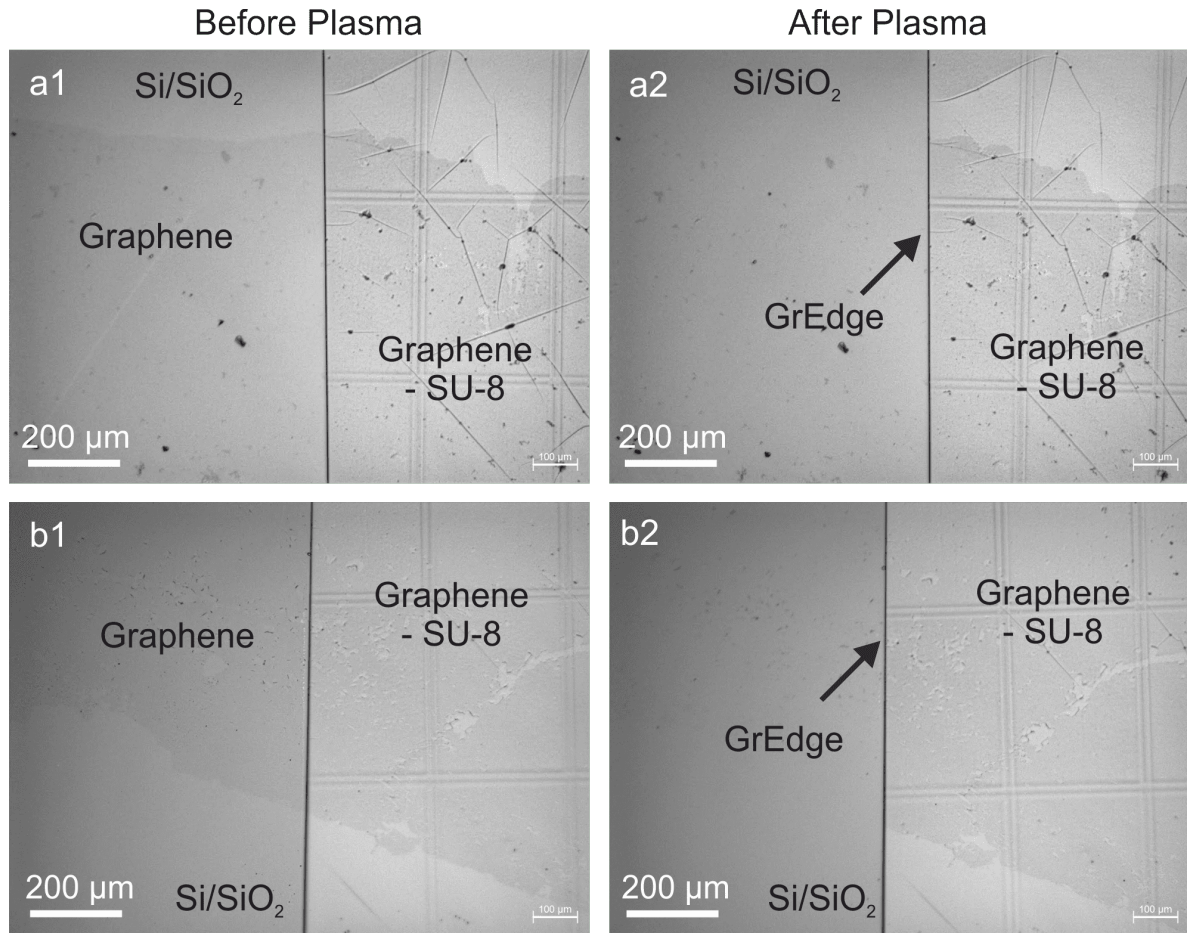 Before Plasma
After Plasma
a1
Si/SiO₂
Graphene
Graphene
- SU-8
200 µm
100 µm
a2
Si/SiO₂
GrEdge
Graphene
- SU-8
200 µm
100 µm
b1
Graphene
- SU-8
Graphene
200 µm
Si/SiO₂
100 µm
b2
Graphene
- SU-8
GrEdge
200 µm
Si/SiO₂
100 µm